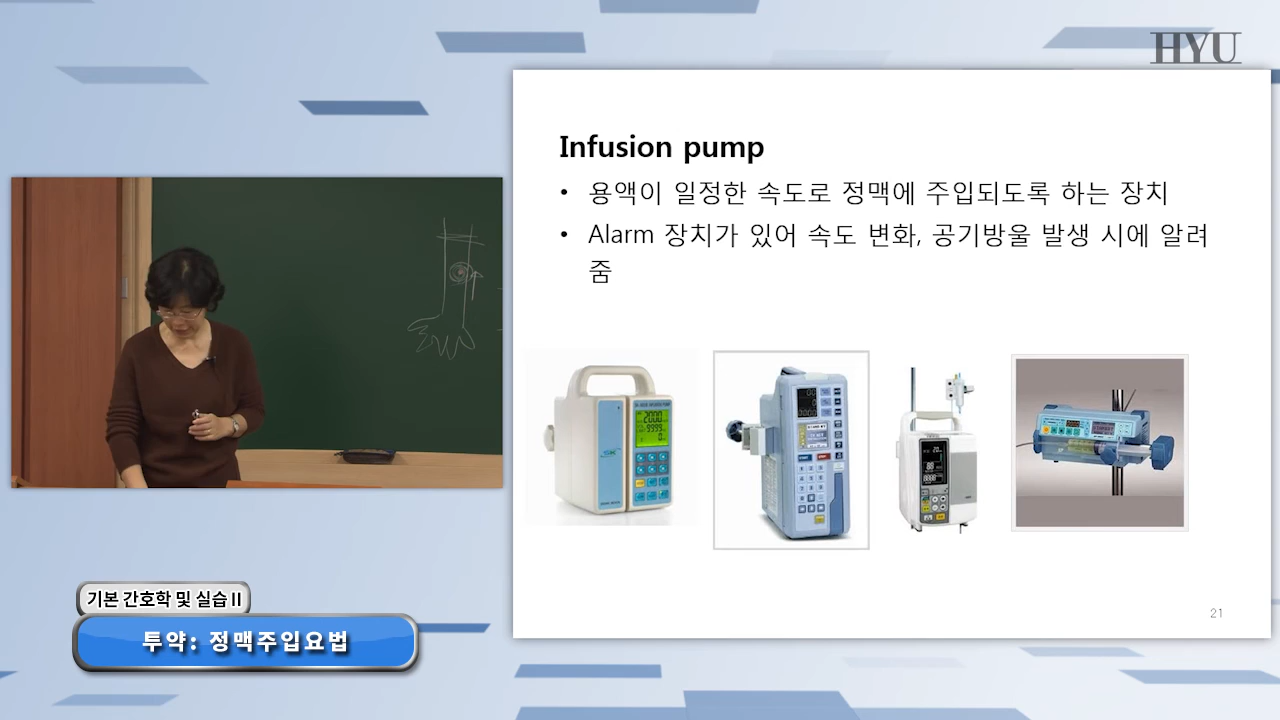 HYU
Infusion pump
• 용액이 일정한 속도로 정맥에 주입되도록 하는 장치
• Alarm 장치가 있어 속도 변화, 공기방울 발생 시에 알려
줌
21
기본 간호학 및 실습 II
투약: 정맥주입요법